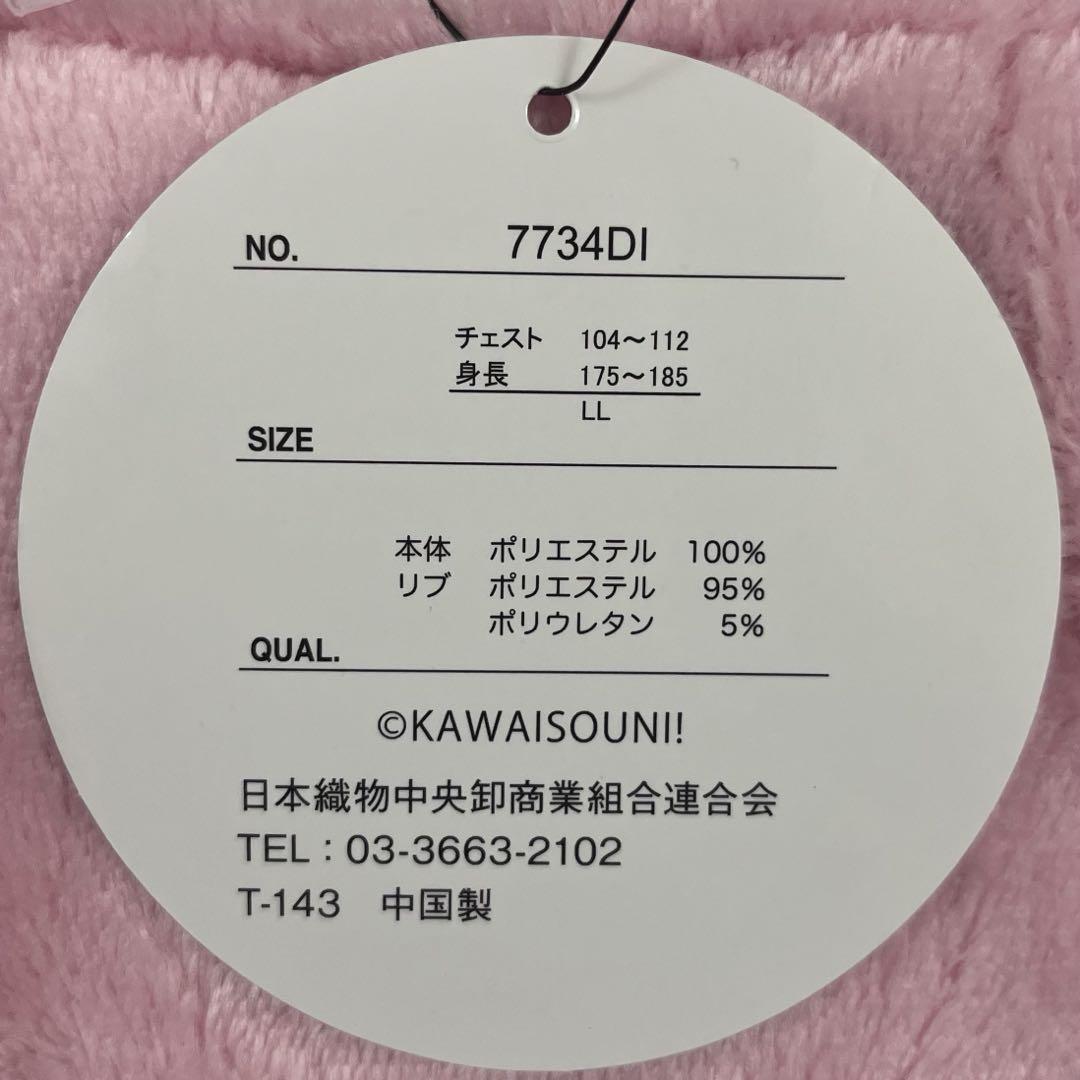 NO. 7734DI
チェスト 104～112
身長 175～185
LL
SIZE
本体 ポリエステル 100%
リブ ポリエステル 95%
ポリウレタン 5%
QUAL.
©KAWAISOUNI!
日本織物中央卸商業組合連合会
TEL：03-3663-2102
T-143 中国製